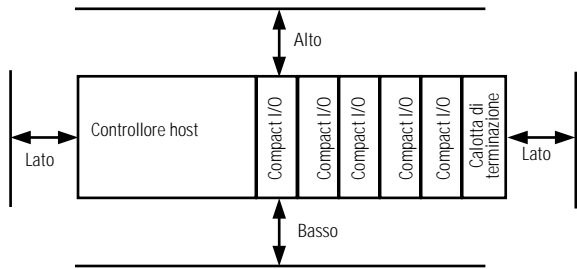 Alto
Controllore host
Compact I/O
Compact I/O
Compact I/O
Compact I/O
Compact I/O
Calotta di
terminazione
Lato
Lato
Basso